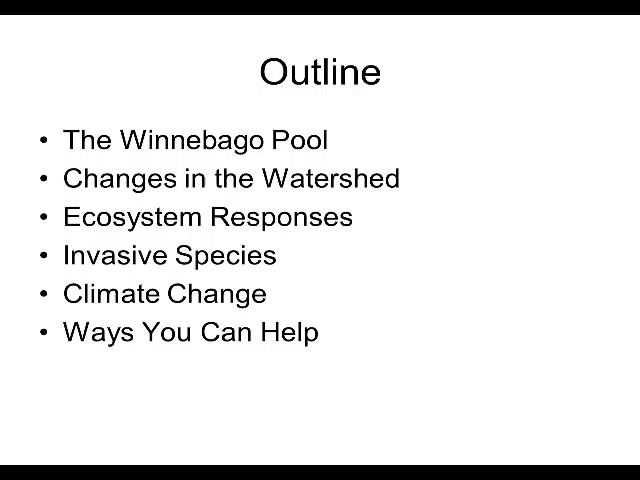 Outline
• The Winnebago Pool
• Changes in the Watershed
• Ecosystem Responses
• Invasive Species
• Climate Change
• Ways You Can Help